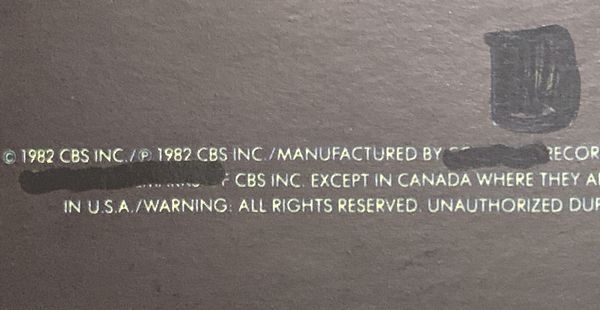 © 1982 CBS INC./℗ 1982 CBS INC./MANUFACTURED BY
CBS INC. EXCEPT IN CANADA WHERE THEY
IN U.S.A./WARNING: ALL RIGHTS RESERVED. UNAUTHORIZED